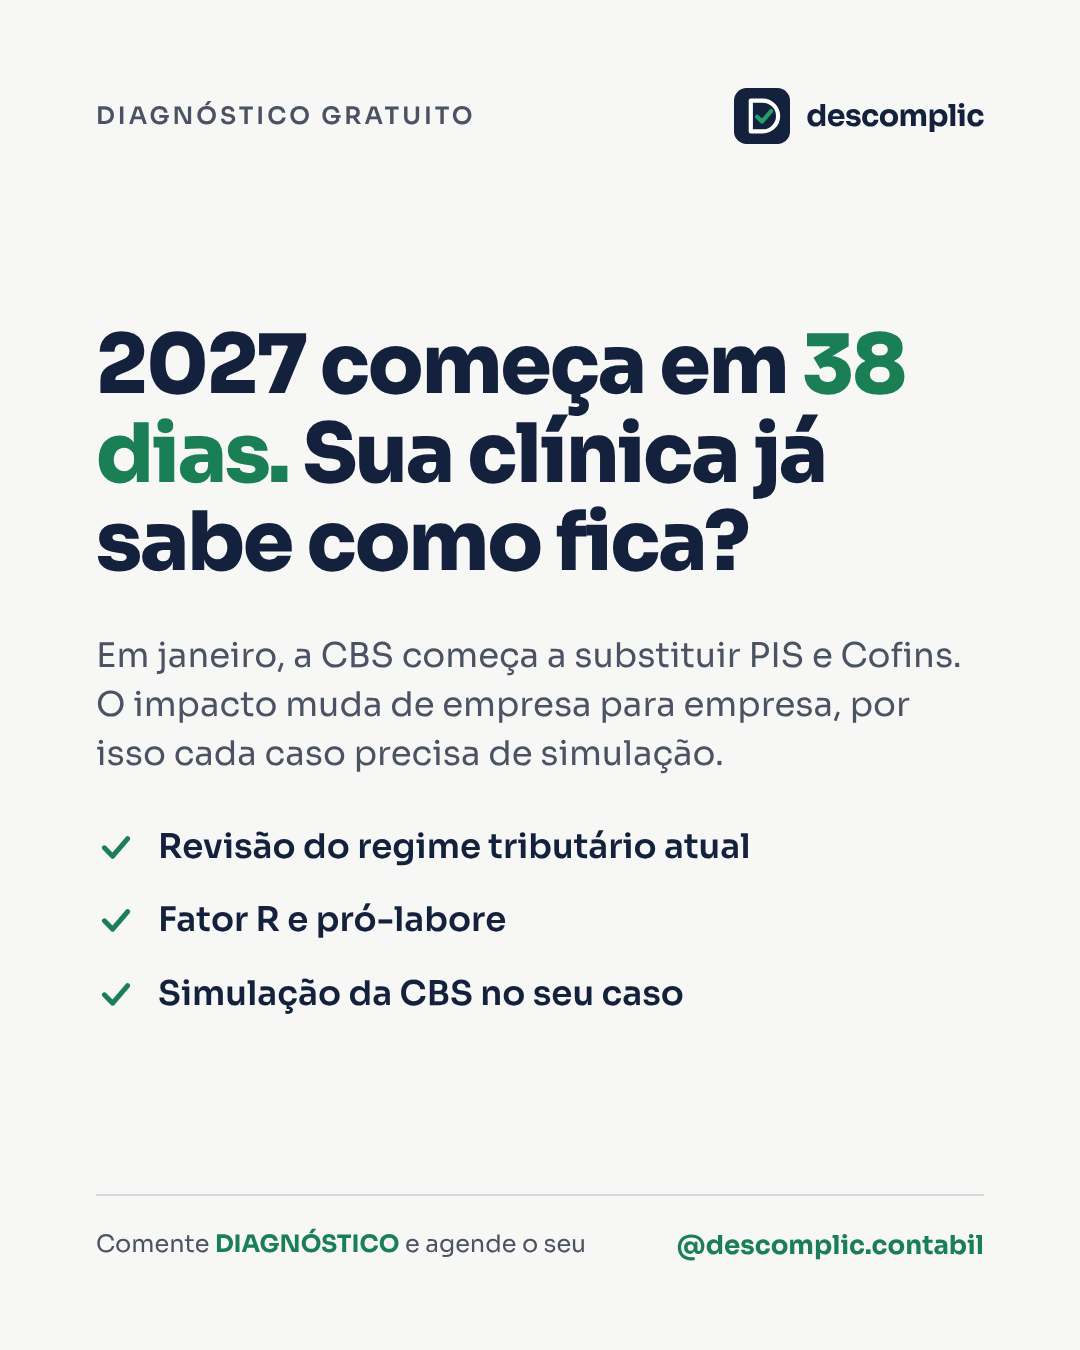 DIAGNÓSTICO GRATUITO
descomplic
2027 começa em 38
dias. Sua clínica já
sabe como fica?
Em janeiro, a CBS começa a substituir PIS e Cofins.
O impacto muda de empresa para empresa, por
isso cada caso precisa de simulação.
Revisão do regime tributário atual
Fator R e pró-labore
Simulação da CBS no seu caso
Comente DIAGNÓSTICO e agende o seu
@descomplic.contabil